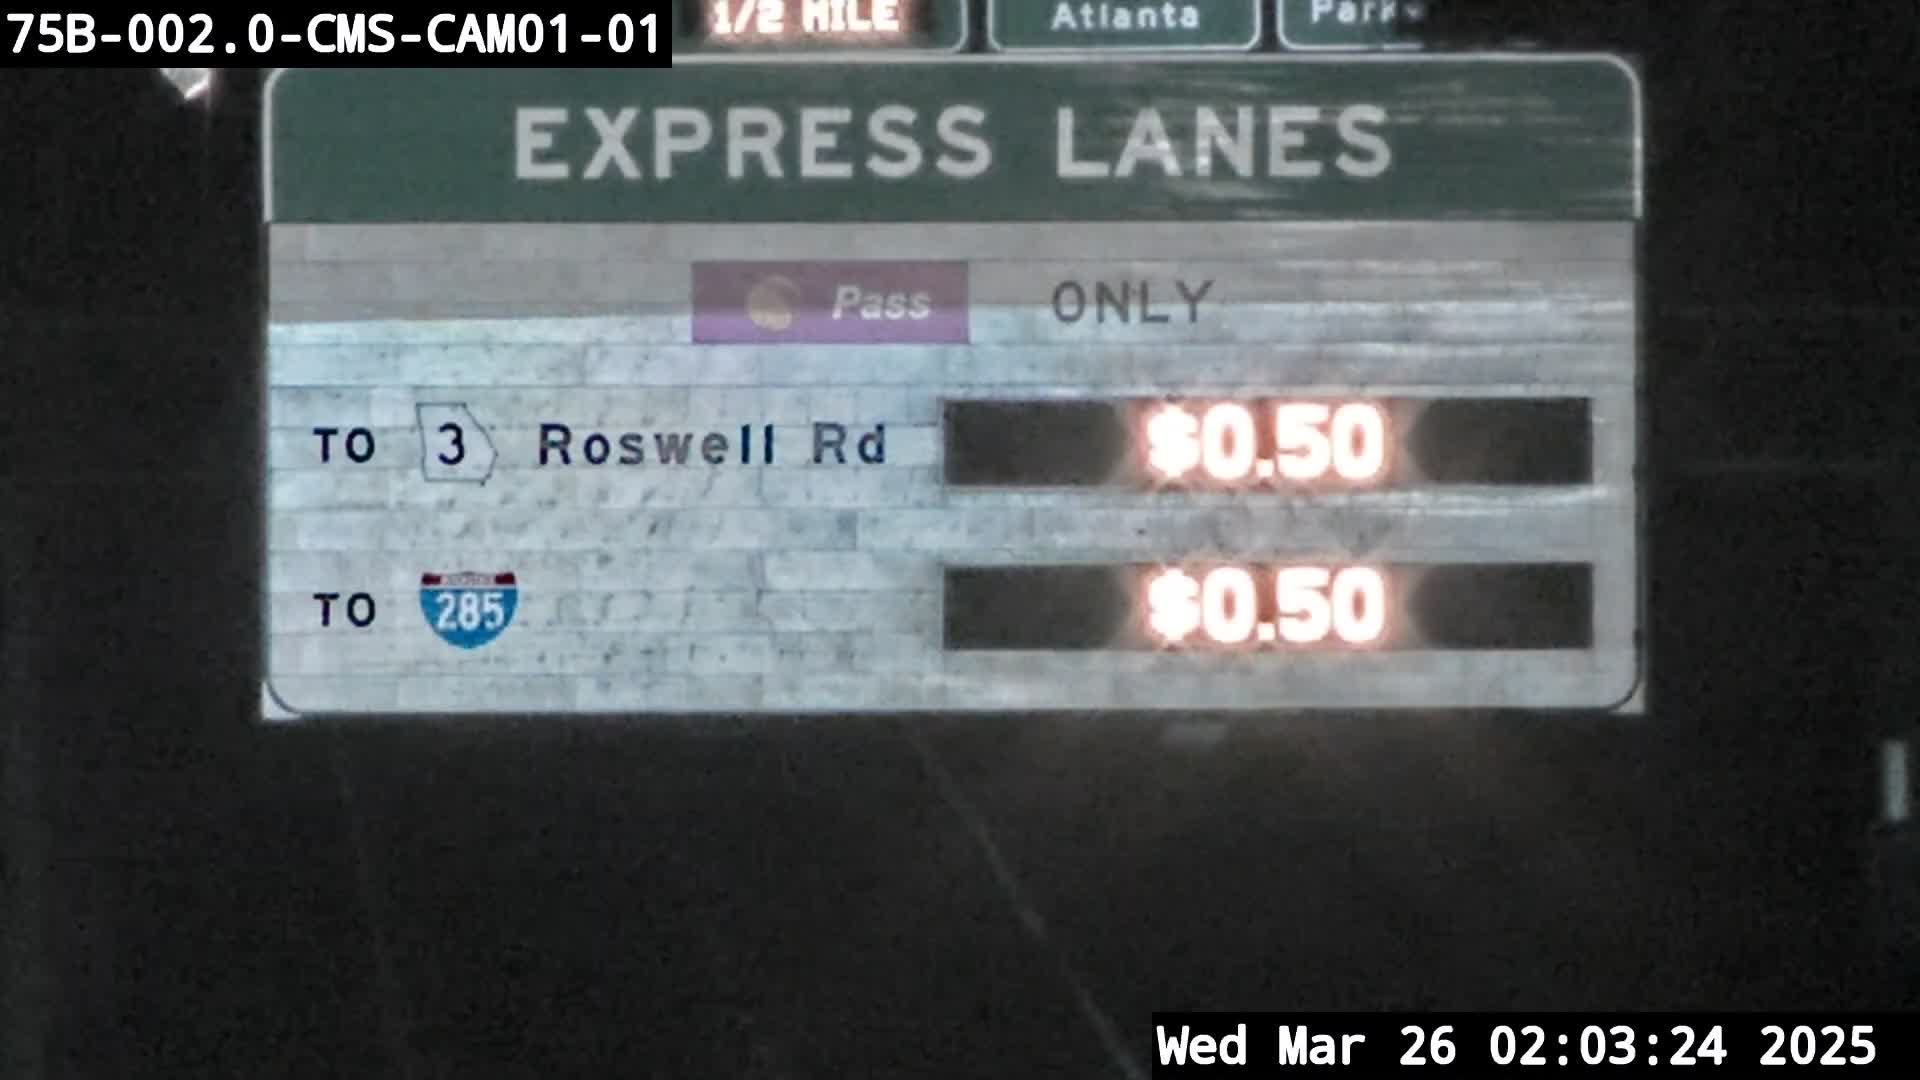 75B-002.0-CMS-CAM01-01
1/2 MILE
Atlanta
EXPRESS LANES
Pass ONLY
TO 3 Roswell Rd $0.50
TO 285 $0.50
Wed Mar 26 02:03:24 2025